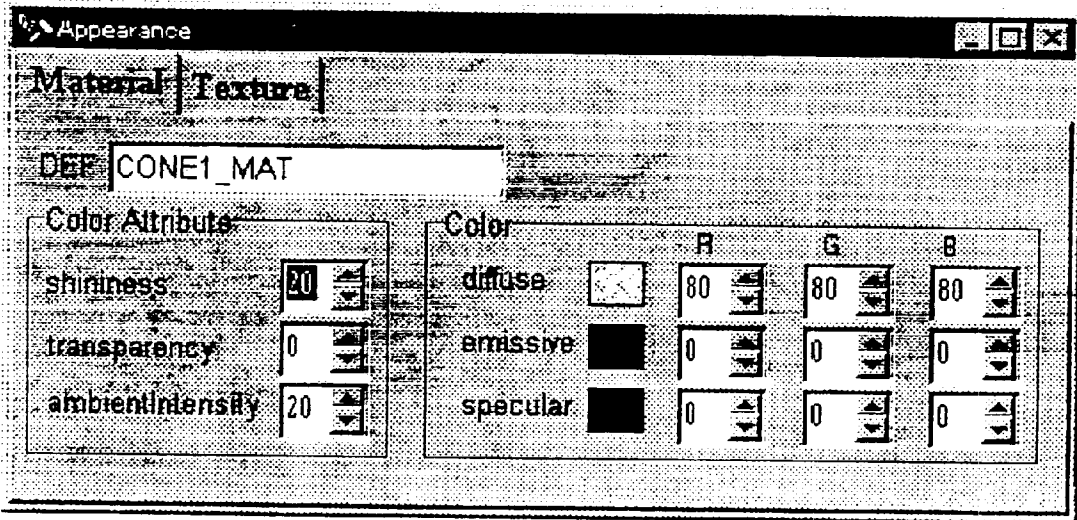 Appearance
Material Texture
DEF CONE1_MAT
Color Attribute Color
R G B
shininess 20 diffuse 80 80 80
transparency 0 emissive 0 0 0
ambientIntensity 20 specular 0 0 0